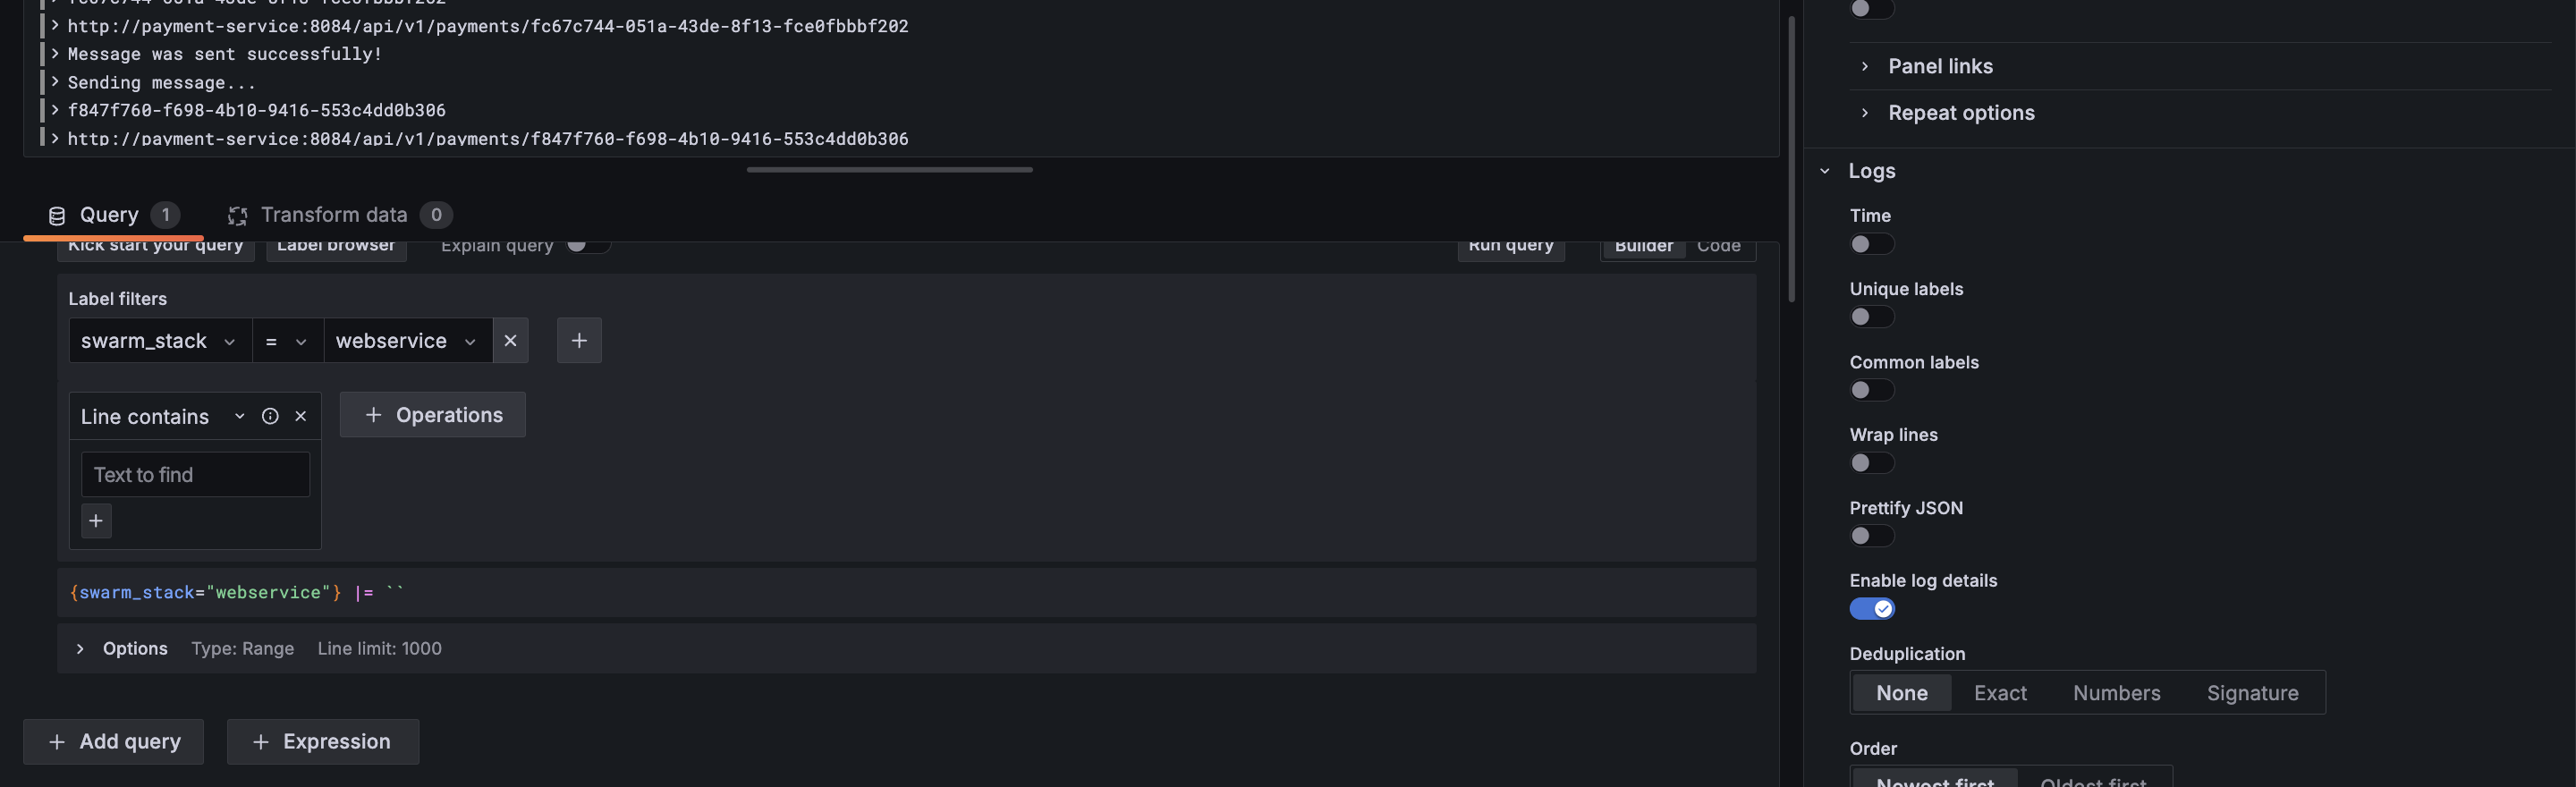 fc67c744-051a-43de-8f13-fce0fbbbf202
http://payment-service:8084/api/v1/payments/fc67c744-051a-43de-8f13-fce0fbbbf202
Message was sent successfully!
Sending message...
f847f760-f698-4b10-9416-553c4dd0b306
http://payment-service:8084/api/v1/payments/f847f760-f698-4b10-9416-553c4dd0b306
Query 1 Transform data 0
Kick start your query Label browser Explain query Run query Builder Code
Label filters
swarm_stack = webservice
Line contains + Operations
Text to find
+
{swarm_stack="webservice"} |= ``
Options Type: Range Line limit: 1000
+ Add query + Expression
Panel links
Repeat options
Logs
Time
Unique labels
Common labels
Wrap lines
Prettify JSON
Enable log details
Deduplication
None Exact Numbers Signature
Order
Newest first Oldest first